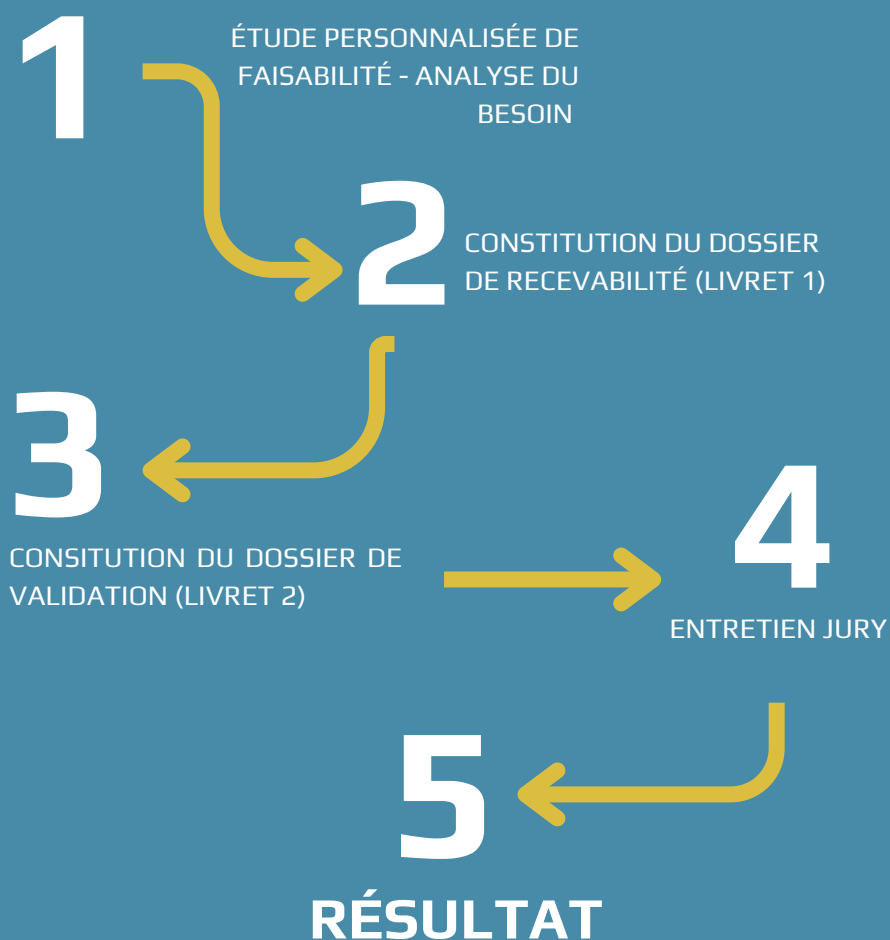 1
ÉTUDE PERSONNALISÉE DE
FAISABILITÉ - ANALYSE DU
BESOIN
2
CONSTITUTION DU DOSSIER
DE RECEVABILITÉ (LIVRET 1)
3
CONSITUTION DU DOSSIER DE
VALIDATION (LIVRET 2)
4
ENTRETIEN JURY
5
RÉSULTAT